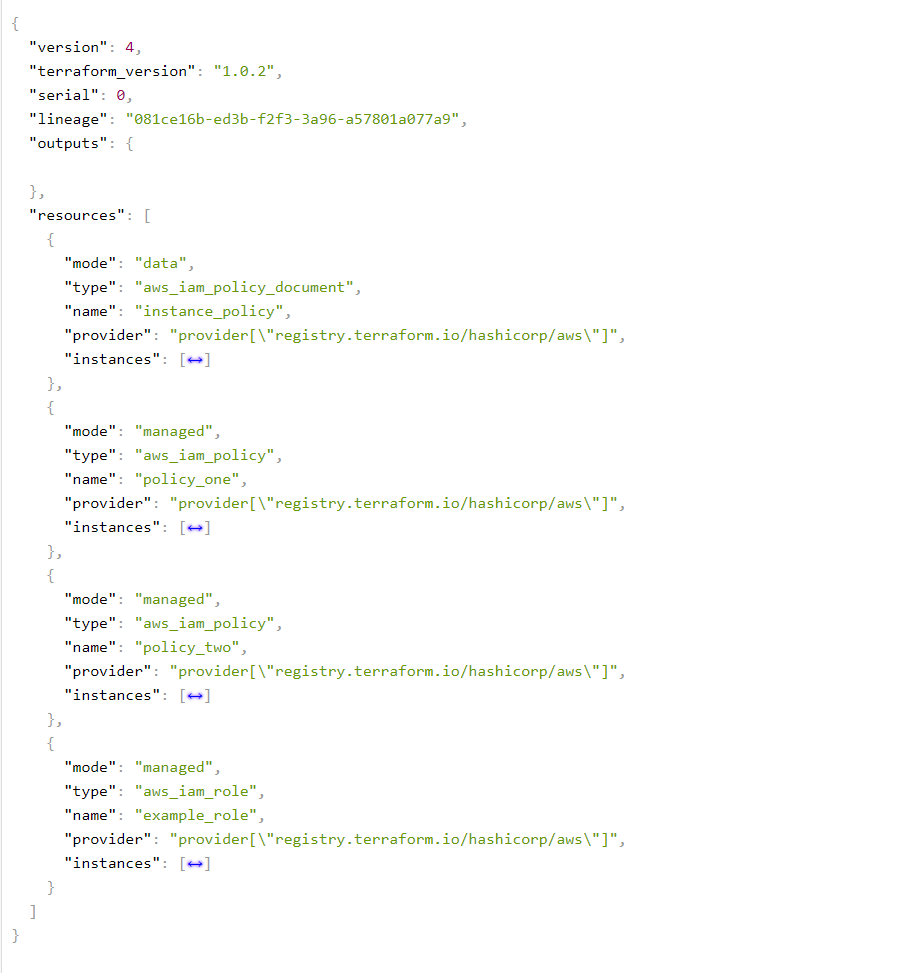 {
  "version": 4,
  "terraform_version": "1.0.2",
  "serial": 0,
  "lineage": "081ce16b-ed3b-f2f3-3a96-a57801a077a9",
  "outputs": {

  },
  "resources": [
    {
      "mode": "data",
      "type": "aws_iam_policy_document",
      "name": "instance_policy",
      "provider": "provider[\"registry.terraform.io/hashicorp/aws\"]",
      "instances": [↔]
    },
    {
      "mode": "managed",
      "type": "aws_iam_policy",
      "name": "policy_one",
      "provider": "provider[\"registry.terraform.io/hashicorp/aws\"]",
      "instances": [↔]
    },
    {
      "mode": "managed",
      "type": "aws_iam_policy",
      "name": "policy_two",
      "provider": "provider[\"registry.terraform.io/hashicorp/aws\"]",
      "instances": [↔]
    },
    {
      "mode": "managed",
      "type": "aws_iam_role",
      "name": "example_role",
      "provider": "provider[\"registry.terraform.io/hashicorp/aws\"]",
      "instances": [↔]
    }
  ]
}